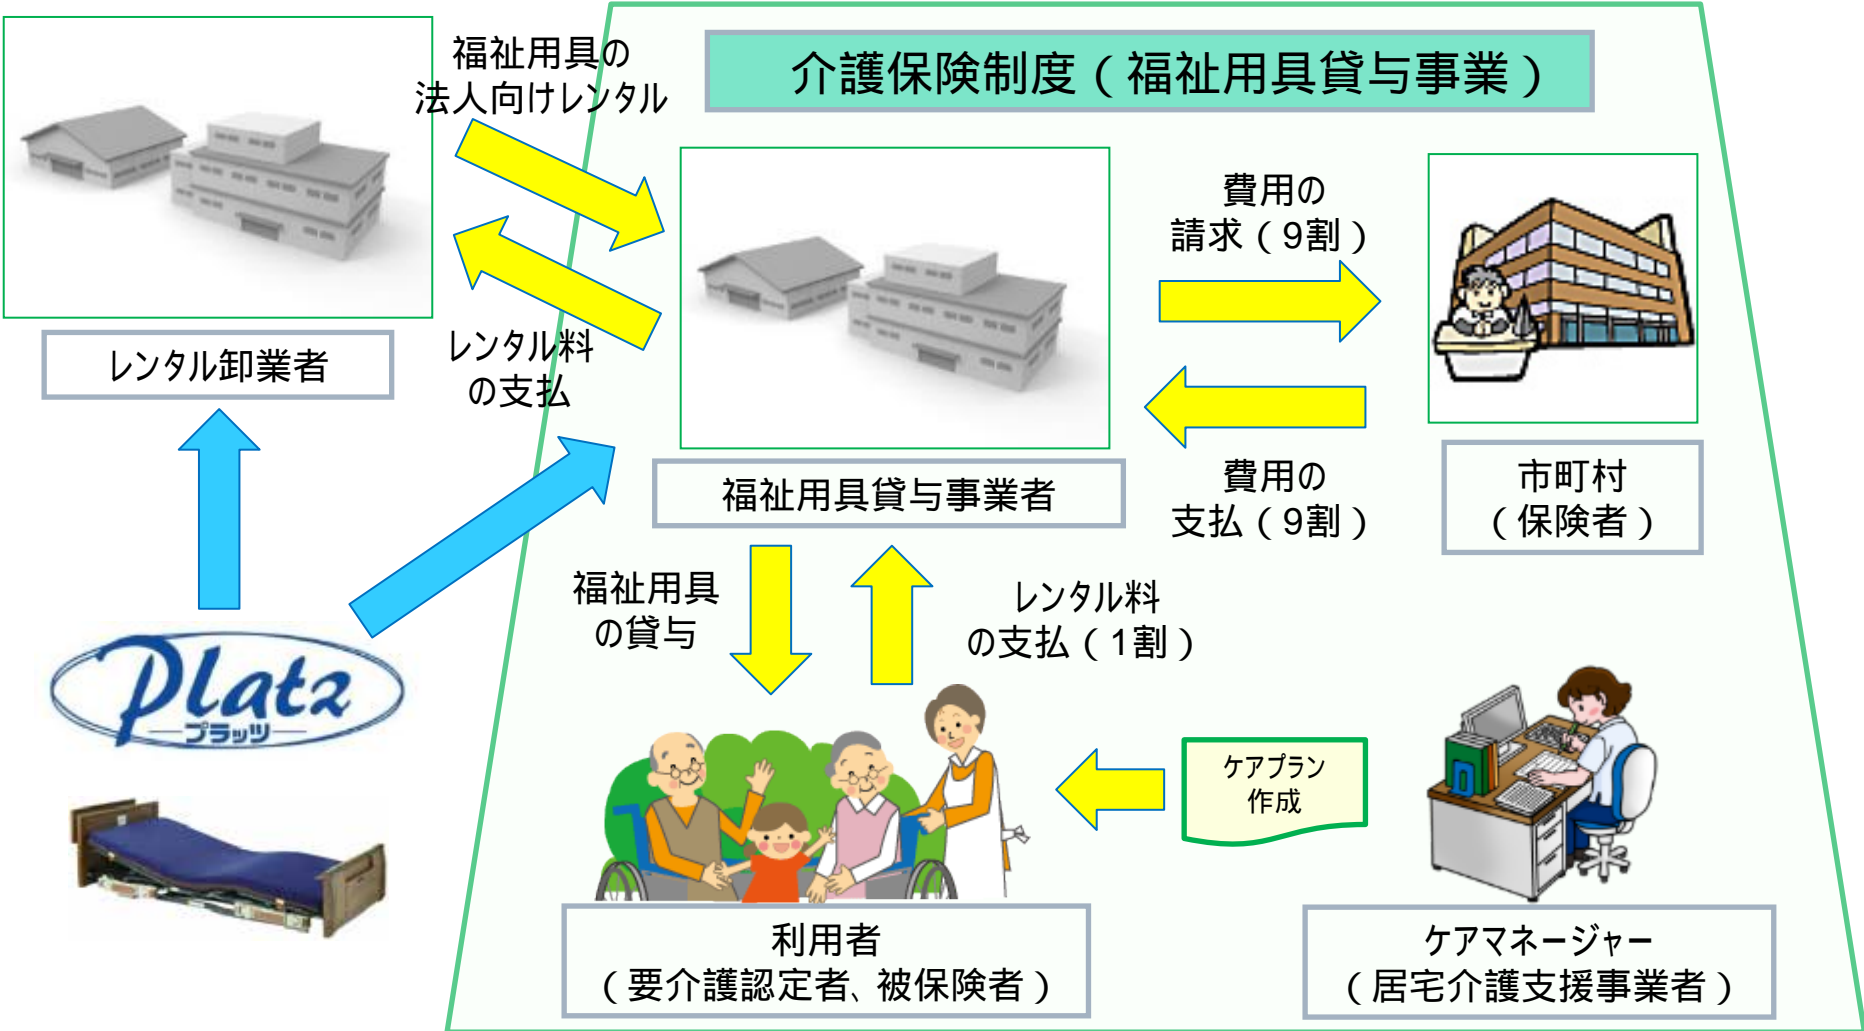 福祉用具の
法人向けレンタル
介護保険制度（福祉用具貸与事業）
費用の
請求（9割）
レンタル卸業者
レンタル料
の支払
福祉用具貸与事業者
費用の
支払（9割）
市町村
（保険者）
福祉用具
の貸与
レンタル料
の支払（1割）
Platz
プラッツ
ケアプラン
作成
利用者
（要介護認定者、被保険者）
ケアマネージャー
（居宅介護支援事業者）